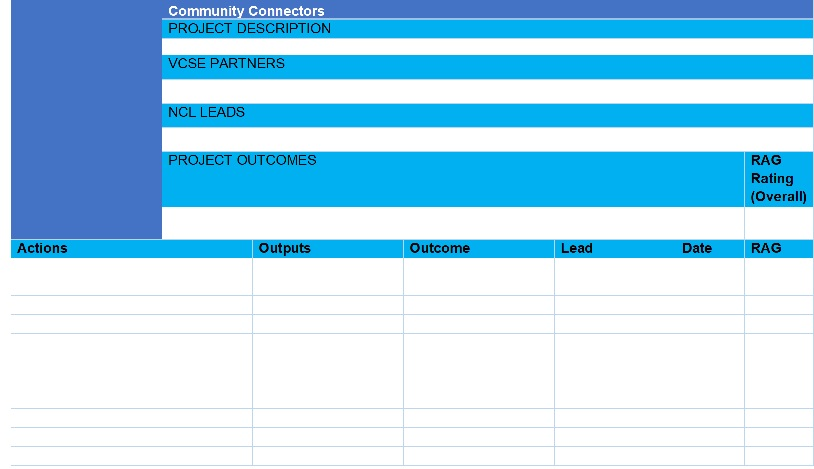 Community Connectors
PROJECT DESCRIPTION
VCSE PARTNERS
NCL LEADS
PROJECT OUTCOMES
RAG
Rating
(Overall)
Actions Outputs Outcome Lead Date RAG